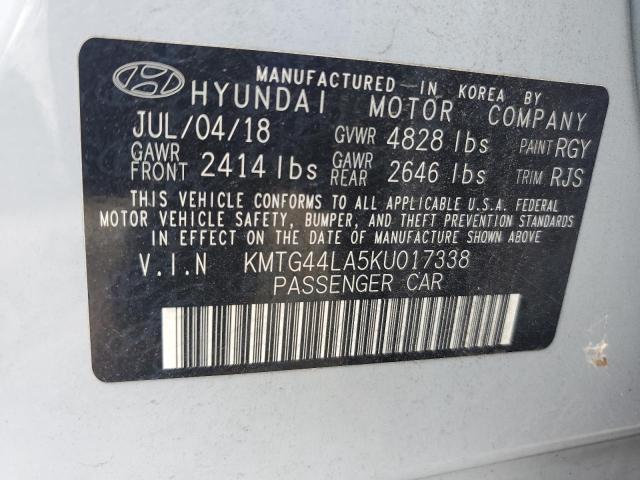 MANUFACTURED IN KOREA BY
HYUNDAI MOTOR COMPANY
JUL/04/18 GVWR 4828 lbs PAINT RGY
GAWR FRONT 2414 lbs GAWR REAR 2646 lbs TRIM RJS
THIS VEHICLE CONFORMS TO ALL APPLICABLE U.S.A. FEDERAL
MOTOR VEHICLE SAFETY, BUMPER, AND THEFT PREVENTION STANDARDS
IN EFFECT ON THE DATE OF MANUFACTURE SHOWN ABOVE.
V.I.N KMTG44LA5KU017338
PASSENGER CAR